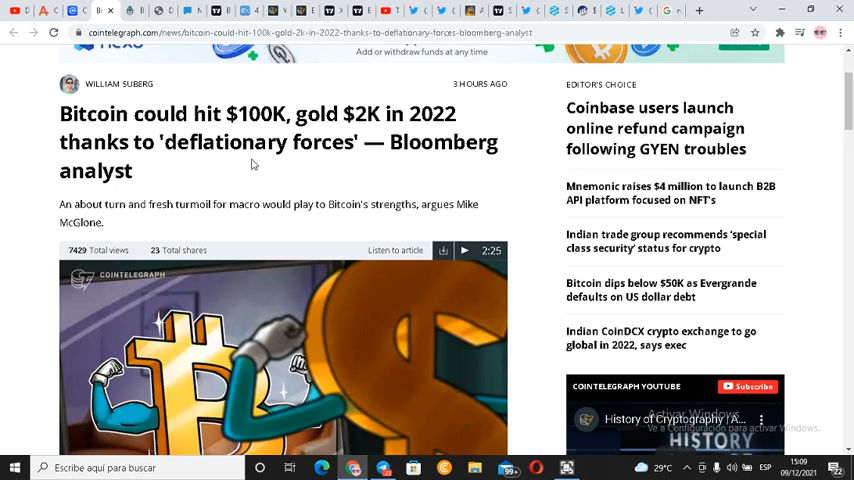 cointelegraph.com/news/bitcoin-could-hit-100k-gold-2k-in-2022-thanks-to-deflationary-forces-bloomberg-analyst
Add or withdraw funds at any time
WILLIAM SUBERG
3 HOURS AGO
Bitcoin could hit $100K, gold $2K in 2022
thanks to 'deflationary forces' — Bloomberg
analyst
An about turn and fresh turmoil for macro would play to Bitcoin's strengths, argues Mike
McGlone.
7429 Total views
23 Total shares
Listen to article
2:25
COINTELEGRAPH
EDITOR'S CHOICE
Coinbase users launch
online refund campaign
following GYEN troubles
Mnemonic raises $4 million to launch B2B
API platform focused on NFT's
Indian trade group recommends 'special
class security' status for crypto
Bitcoin dips below $50K as Evergrande
defaults on US dollar debt
Indian CoinDCX crypto exchange to go
global in 2022, says exec
COINTELEGRAPH YOUTUBE
Subscribe
History of Cryptography | A...
HISTORY
Activar Windows
Ve a Configuración para activar Windows.
Escribe aquí para buscar
99+
29°C
ESP
15:09
09/12/2021
22